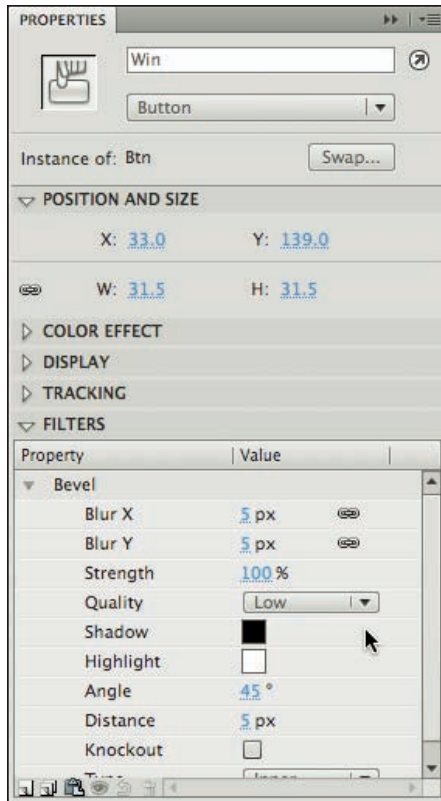 PROPERTIES
Win
Button
Instance of: Btn Swap...
POSITION AND SIZE
X: 33.0 Y: 139.0
W: 31.5 H: 31.5
COLOR EFFECT
DISPLAY
TRACKING
FILTERS
Property Value
Bevel
Blur X 5 px
Blur Y 5 px
Strength 100 %
Quality Low
Shadow
Highlight
Angle 45 °
Distance 5 px
Knockout